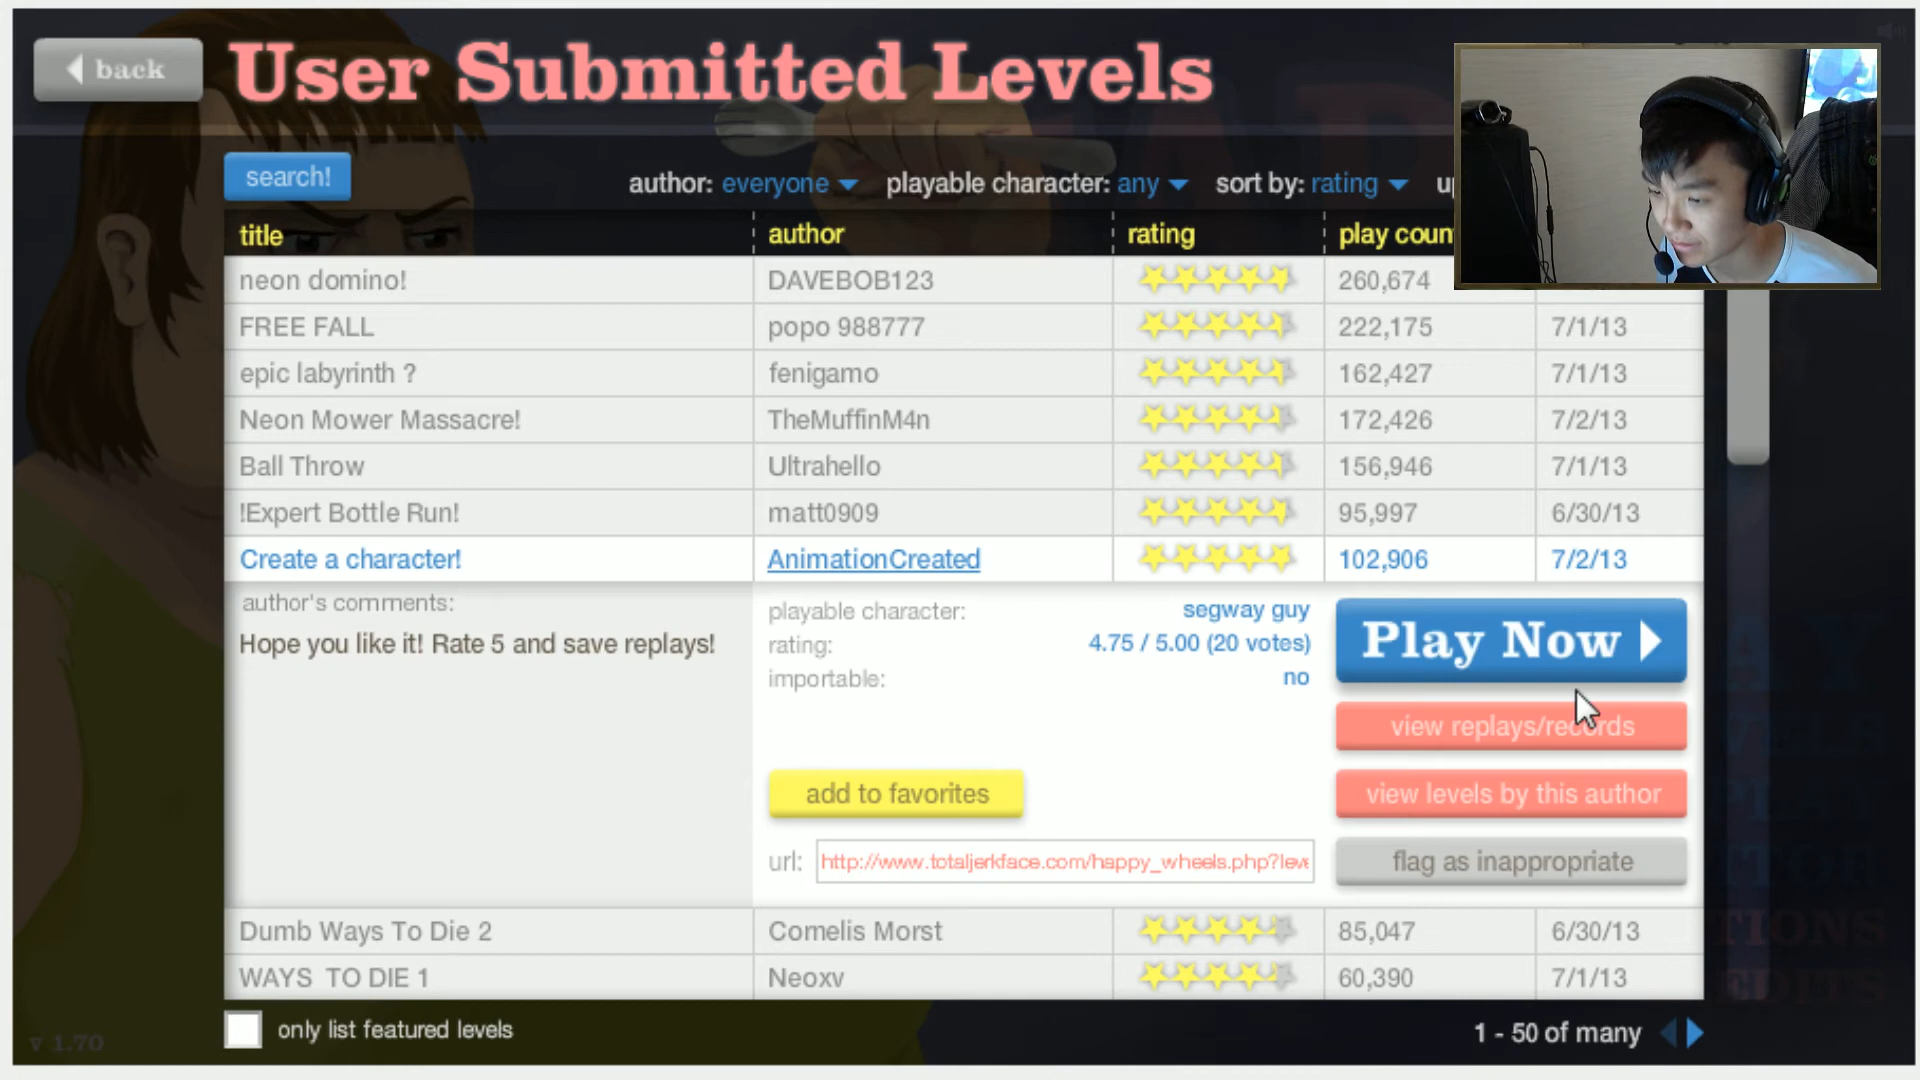 back
User Submitted Levels
search!
author: everyone playable character: any sort by: rating
title author rating play coun
neon domino! DAVEBOB123 260,674
FREE FALL popo 988777 222,175 7/1/13
epic labyrinth ? fenigamo 162,427 7/1/13
Neon Mower Massacre! TheMuffinM4n 172,426 7/2/13
Ball Throw Ultrahello 156,946 7/1/13
!Expert Bottle Run! matt0909 95,997 6/30/13
Create a character! AnimationCreated 102,906 7/2/13
author's comments:
Hope you like it! Rate 5 and save replays!
playable character: segway guy
rating: 4.75 / 5.00 (20 votes)
importable: no
Play Now
view replays/records
add to favorites
view levels by this author
url: http://www.totaljerkface.com/happy_wheels.php?leve
flag as inappropriate
Dumb Ways To Die 2 Cornelis Morst 85,047 6/30/13
WAYS TO DIE 1 Neoxv 60,390 7/1/13
only list featured levels
1 - 50 of many
v 1.70